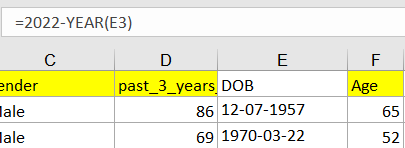 =2022-YEAR(E3)
C D E F
ender past_3_years_ DOB Age
Male 86 12-07-1957 65
Male 69 1970-03-22 52